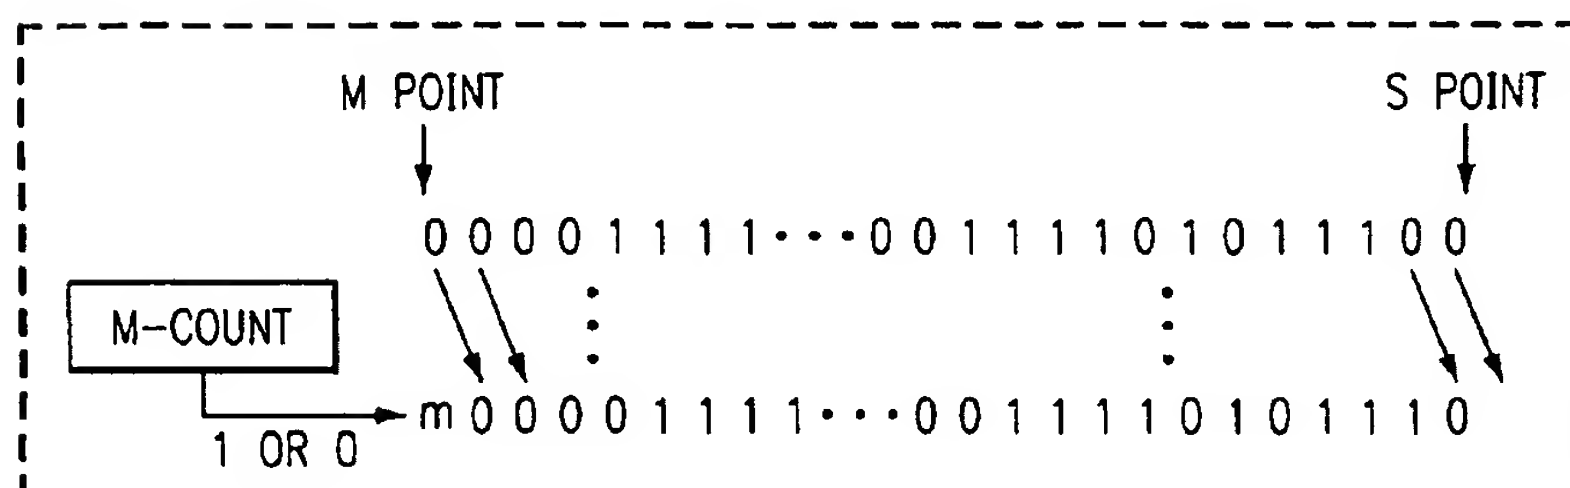 M POINT S POINT
0 0 0 0 1 1 1 1 • • • 0 0 1 1 1 1 0 1 0 1 1 1 0 0
M-COUNT
m 0 0 0 0 1 1 1 1 • • • 0 0 1 1 1 1 0 1 0 1 1 1 0
1 OR 0